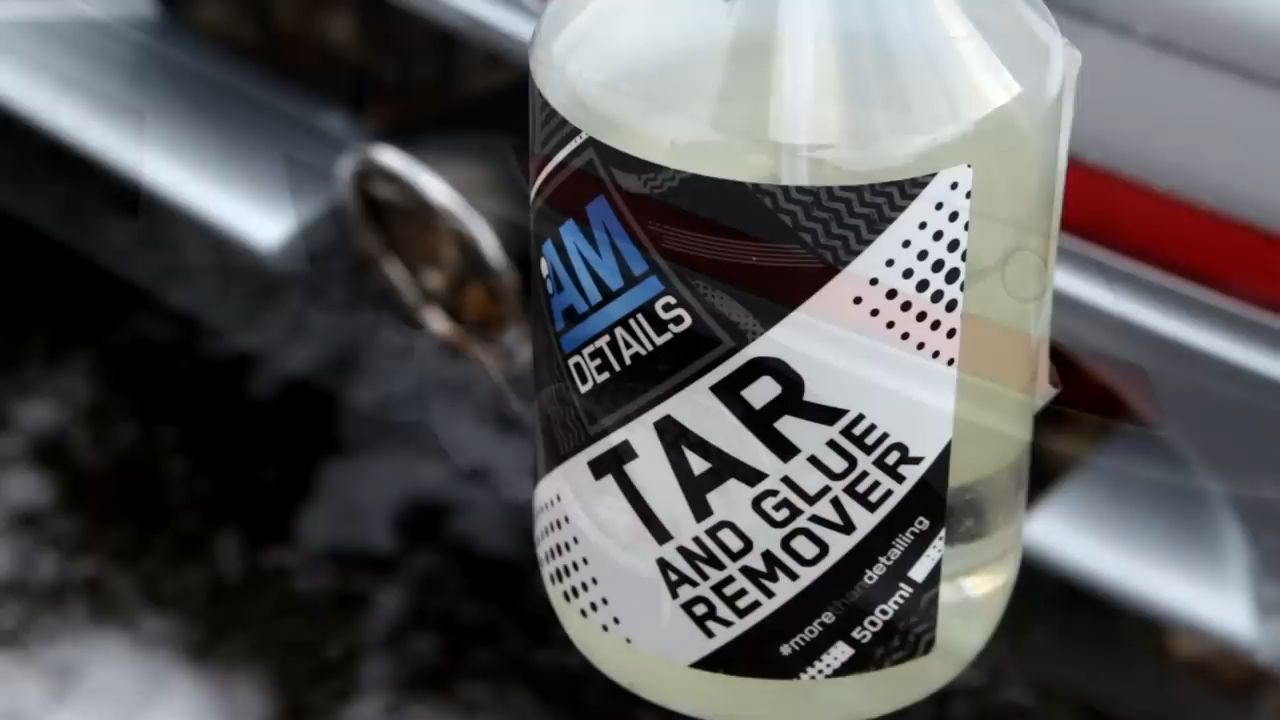 AM
DETAILS
TAR
AND GLUE
REMOVER
#morethandetailing
500ml